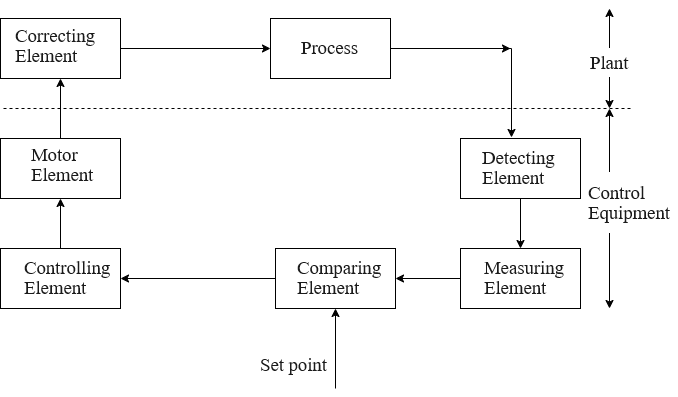 Correcting
Element
Process
Plant
Motor
Element
Detecting
Element
Control
Equipment
Controlling
Element
Comparing
Element
Measuring
Element
Set point